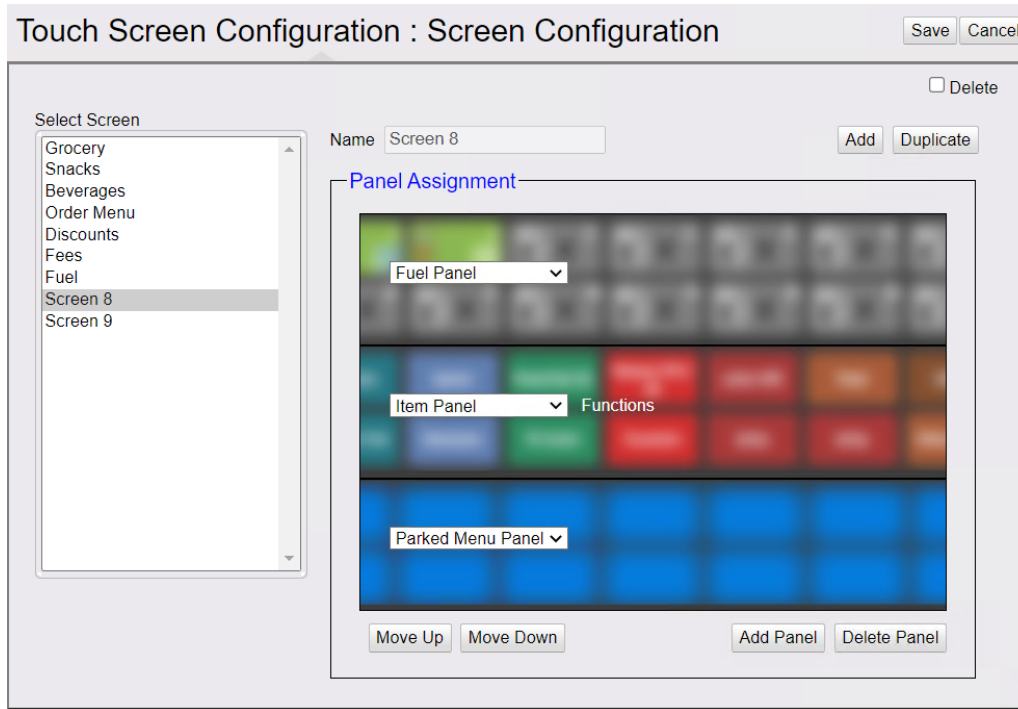 Touch Screen Configuration : Screen Configuration
Save
Cancel
Delete
Select Screen
Grocery
Snacks
Beverages
Order Menu
Discounts
Fees
Fuel
Screen 8
Screen 9
Name Screen 8
Add
Duplicate
Panel Assignment
Fuel Panel
Item Panel
Functions
Parked Menu Panel
Move Up
Move Down
Add Panel
Delete Panel